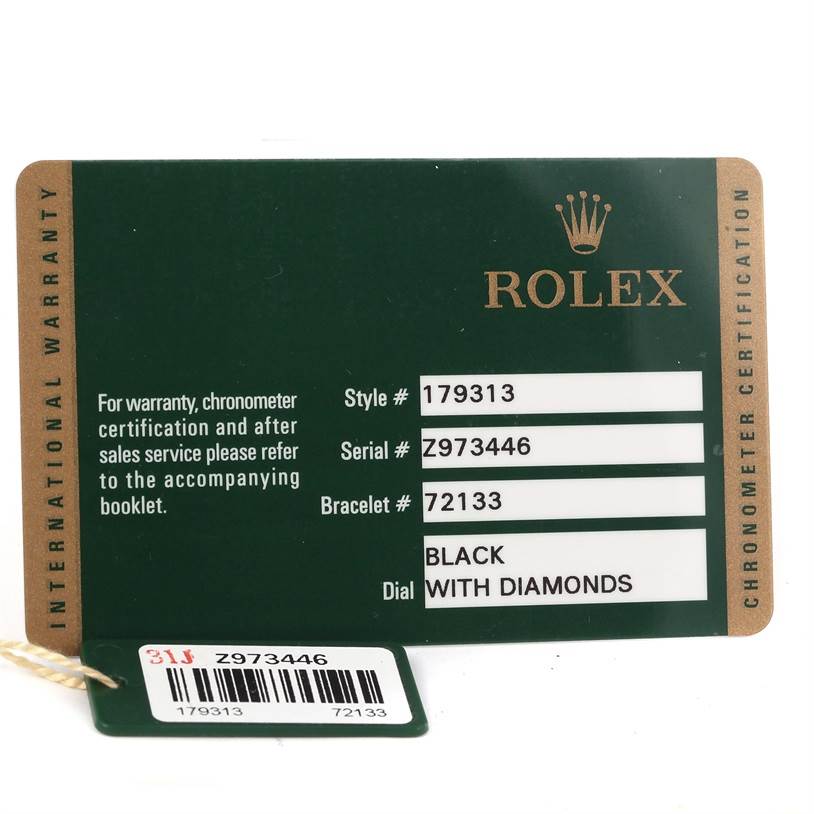 INTERNATIONAL WARRANTY
ROLEX
For warranty, chronometer
certification and after
sales service please refer
to the accompanying
booklet.
Style # 179313
Serial # Z973446
Bracelet # 72133
Dial BLACK
WITH DIAMONDS
CHRONOMETER CERTIFICATION
31J Z973446
179313 72133